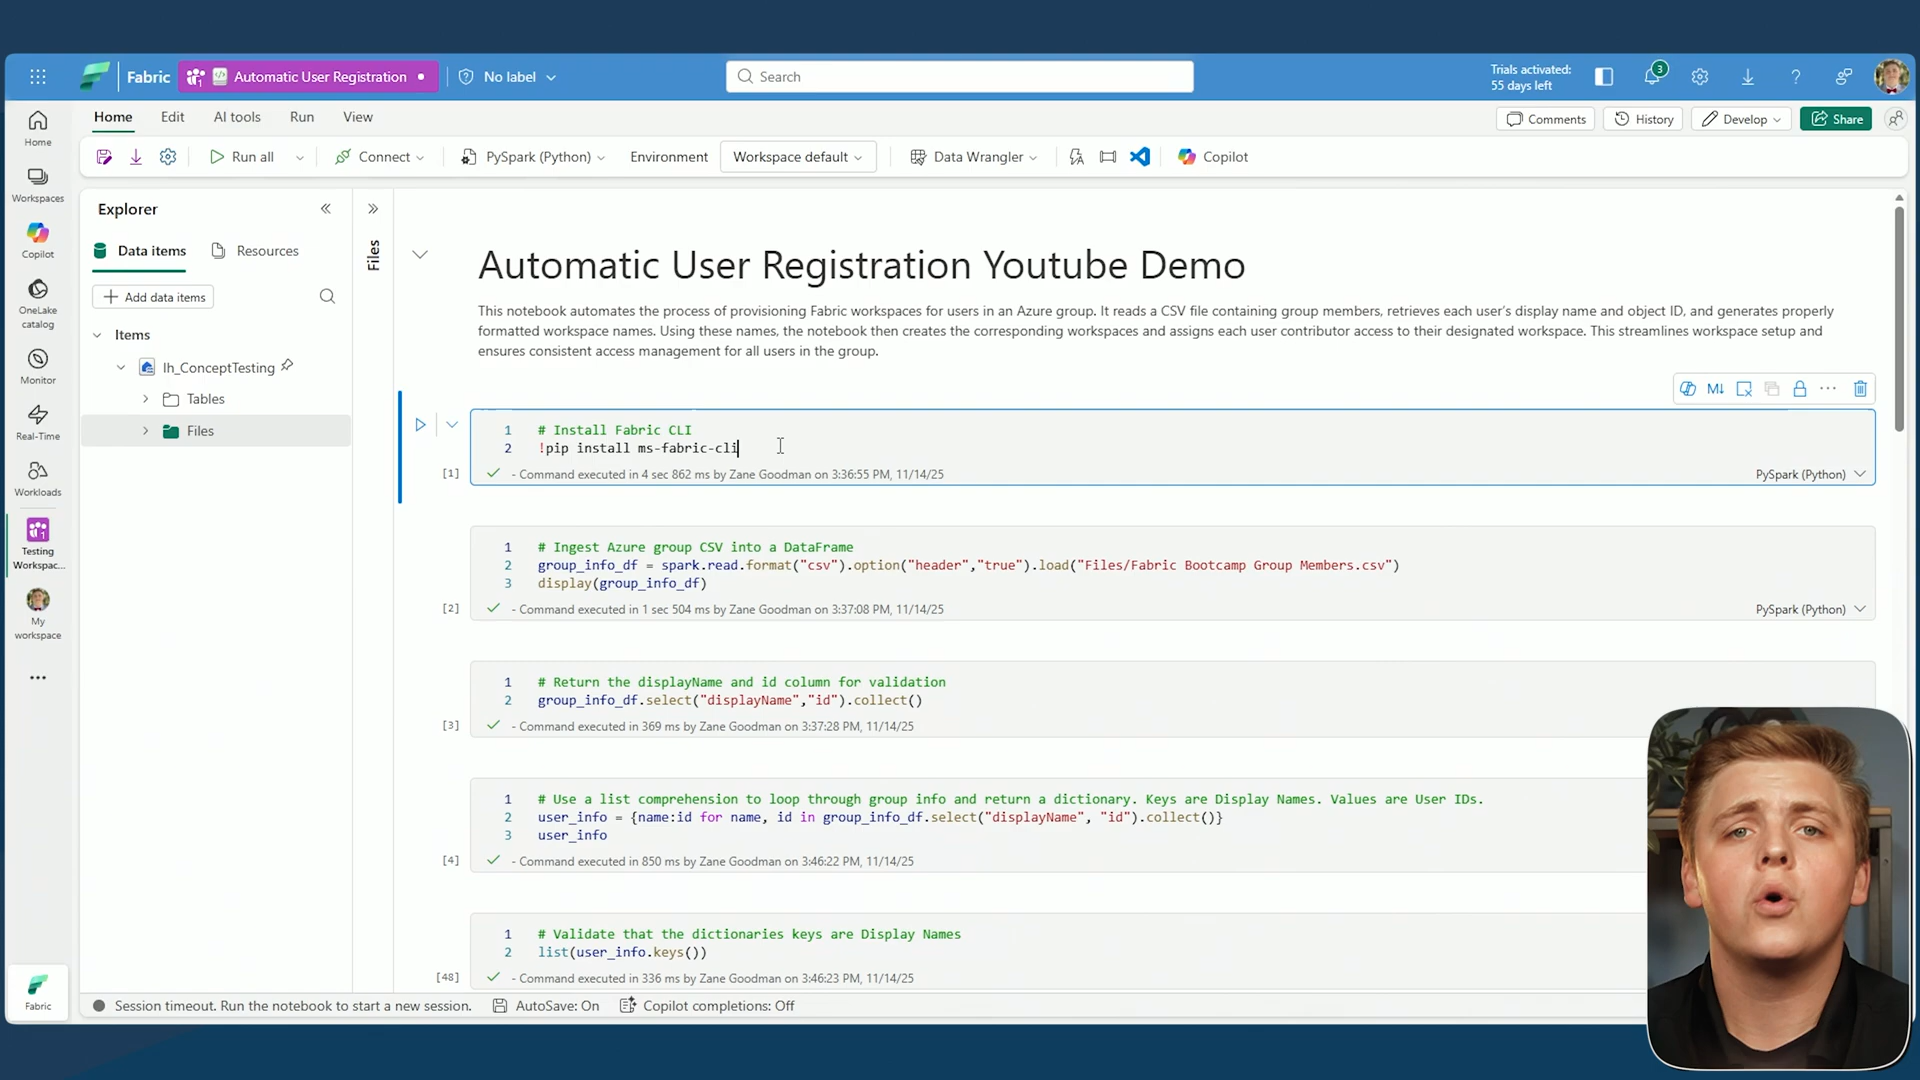 Fabric
Automatic User Registration
No label
Search
Trials activated:
55 days left
3
Home
Edit
AI tools
Run
View
Comments
History
Develop
Share
Run all
Connect
PySpark (Python)
Environment
Workspace default
Data Wrangler
Copilot
Home
Workspaces
Copilot
OneLake
catalog
Monitor
Real-Time
Workloads
Testing
Workspac...
My
workspace
Fabric
Explorer
Data items
Resources
Add data items
Items
lh_ConceptTesting
Tables
Files
Files
Automatic User Registration Youtube Demo
This notebook automates the process of provisioning Fabric workspaces for users in an Azure group. It reads a CSV file containing group members, retrieves each user's display name and object ID, and generates properly
formatted workspace names. Using these names, the notebook then creates the corresponding workspaces and assigns each user contributor access to their designated workspace. This streamlines workspace setup and
ensures consistent access management for all users in the group.
M↓
1 # Install Fabric CLI
2 !pip install ms-fabric-cli
[1] - Command executed in 4 sec 862 ms by Zane Goodman on 3:36:55 PM, 11/14/25
PySpark (Python)
1 # Ingest Azure group CSV into a DataFrame
2 group_info_df = spark.read.format("csv").option("header","true").load("Files/Fabric Bootcamp Group Members.csv")
3 display(group_info_df)
[2] - Command executed in 1 sec 504 ms by Zane Goodman on 3:37:08 PM, 11/14/25
PySpark (Python)
1 # Return the displayName and id column for validation
2 group_info_df.select("displayName","id").collect()
[3] - Command executed in 369 ms by Zane Goodman on 3:37:28 PM, 11/14/25
1 # Use a list comprehension to loop through group info and return a dictionary. Keys are Display Names. Values are User IDs.
2 user_info = {name:id for name, id in group_info_df.select("displayName", "id").collect()}
3 user_info
[4] - Command executed in 850 ms by Zane Goodman on 3:46:22 PM, 11/14/25
1 # Validate that the dictionaries keys are Display Names
2 list(user_info.keys())
[48] - Command executed in 336 ms by Zane Goodman on 3:46:23 PM, 11/14/25
Session timeout. Run the notebook to start a new session.
AutoSave: On
Copilot completions: Off